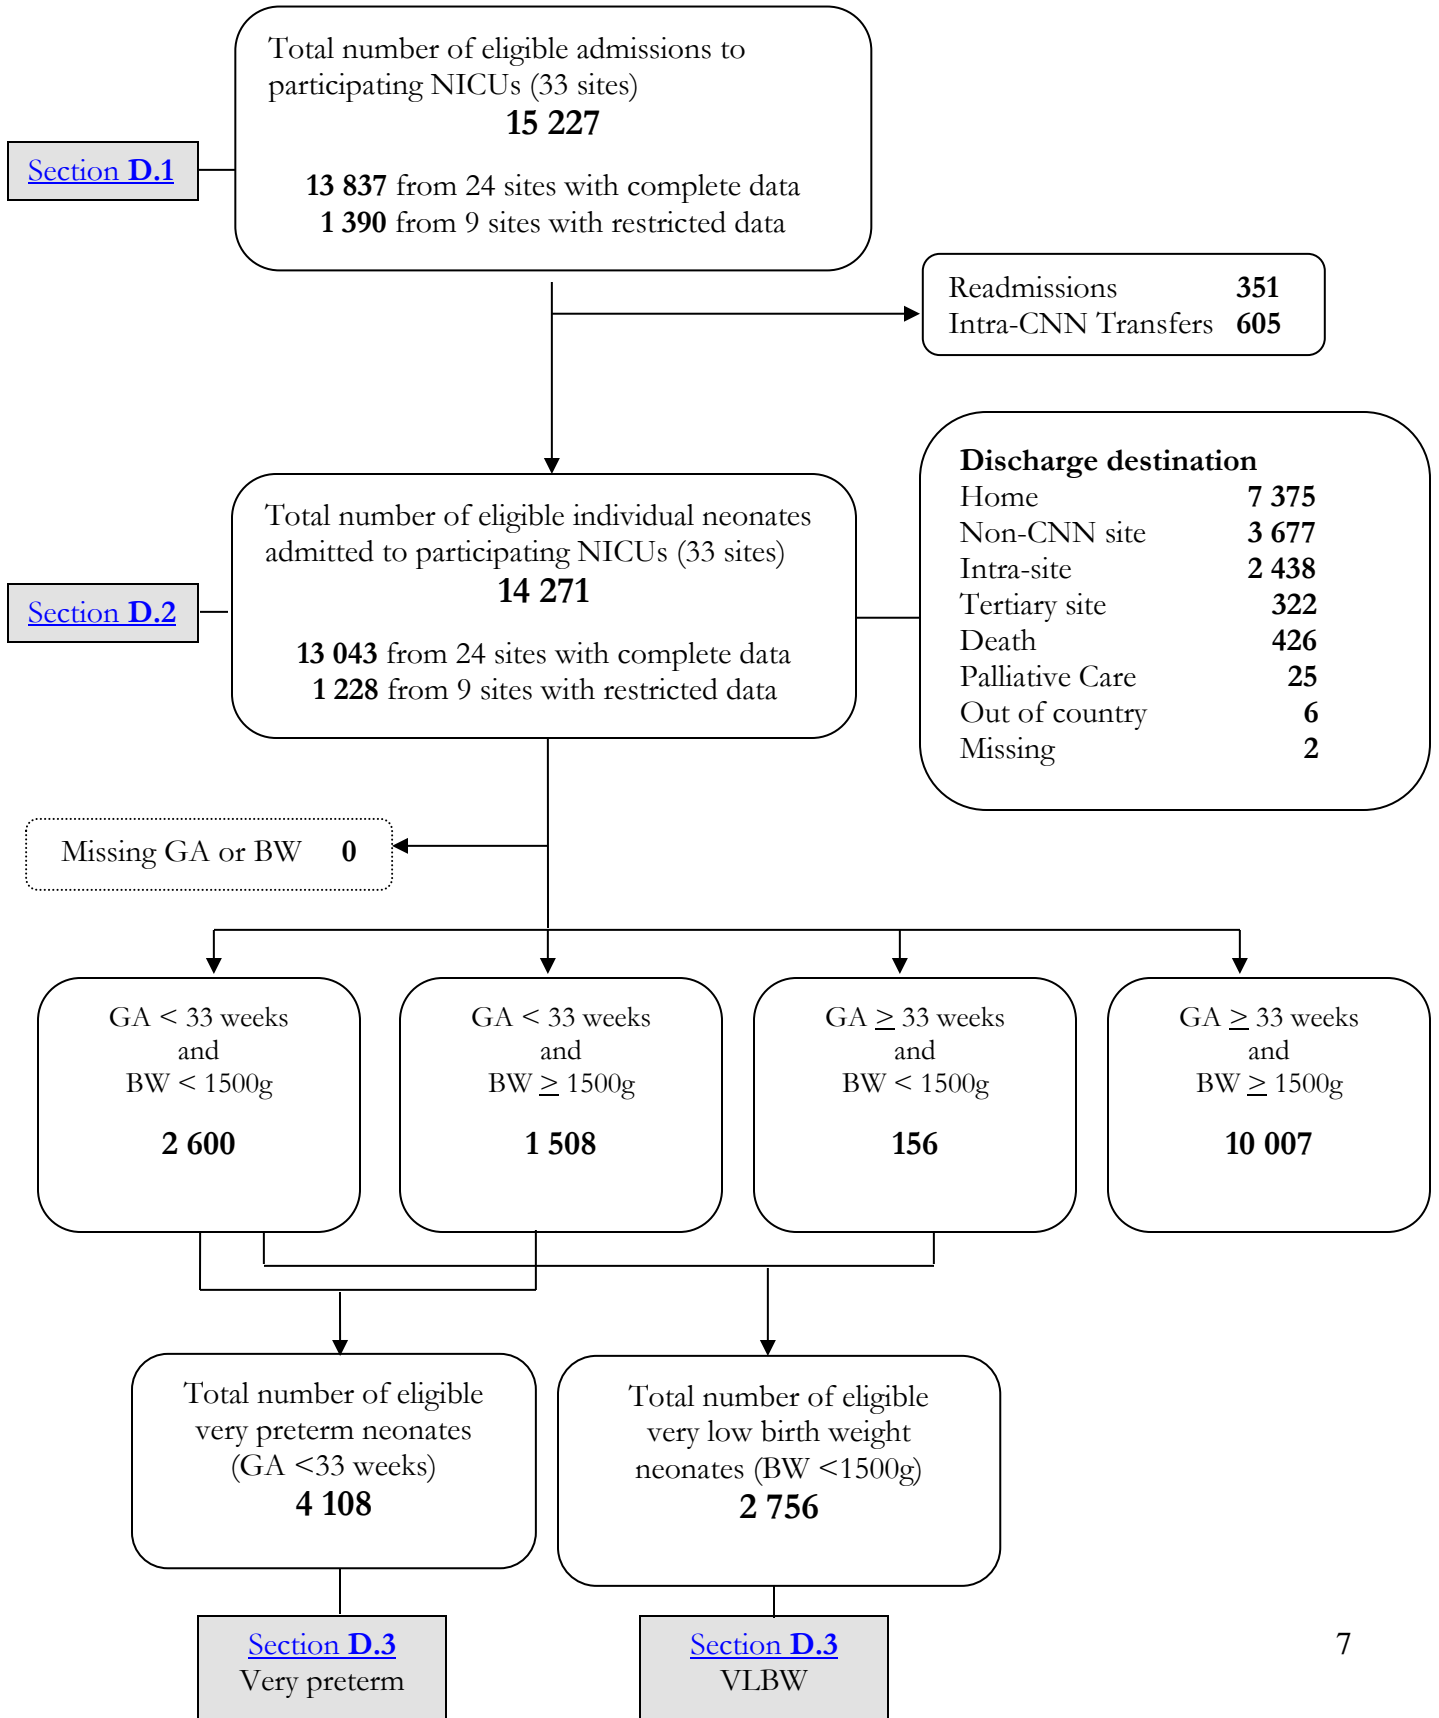 Total number of eligible admissions to
participating NICUs (33 sites)
15 227
13 837 from 24 sites with complete data
1 390 from 9 sites with restricted data
Section D.1
Readmissions 351
Intra-CNN Transfers 605
Total number of eligible individual neonates
admitted to participating NICUs (33 sites)
14 271
13 043 from 24 sites with complete data
1 228 from 9 sites with restricted data
Section D.2
Discharge destination
Home 7 375
Non-CNN site 3 677
Intra-site 2 438
Tertiary site 322
Death 426
Palliative Care 25
Out of country 6
Missing 2
Missing GA or BW 0
GA < 33 weeks
and
BW < 1500g
2 600
GA < 33 weeks
and
BW ≥ 1500g
1 508
GA ≥ 33 weeks
and
BW < 1500g
156
GA ≥ 33 weeks
and
BW ≥ 1500g
10 007
Total number of eligible
very preterm neonates
(GA <33 weeks)
4 108
Total number of eligible
very low birth weight
neonates (BW <1500g)
2 756
Section D.3
Very preterm
Section D.3
VLBW
7